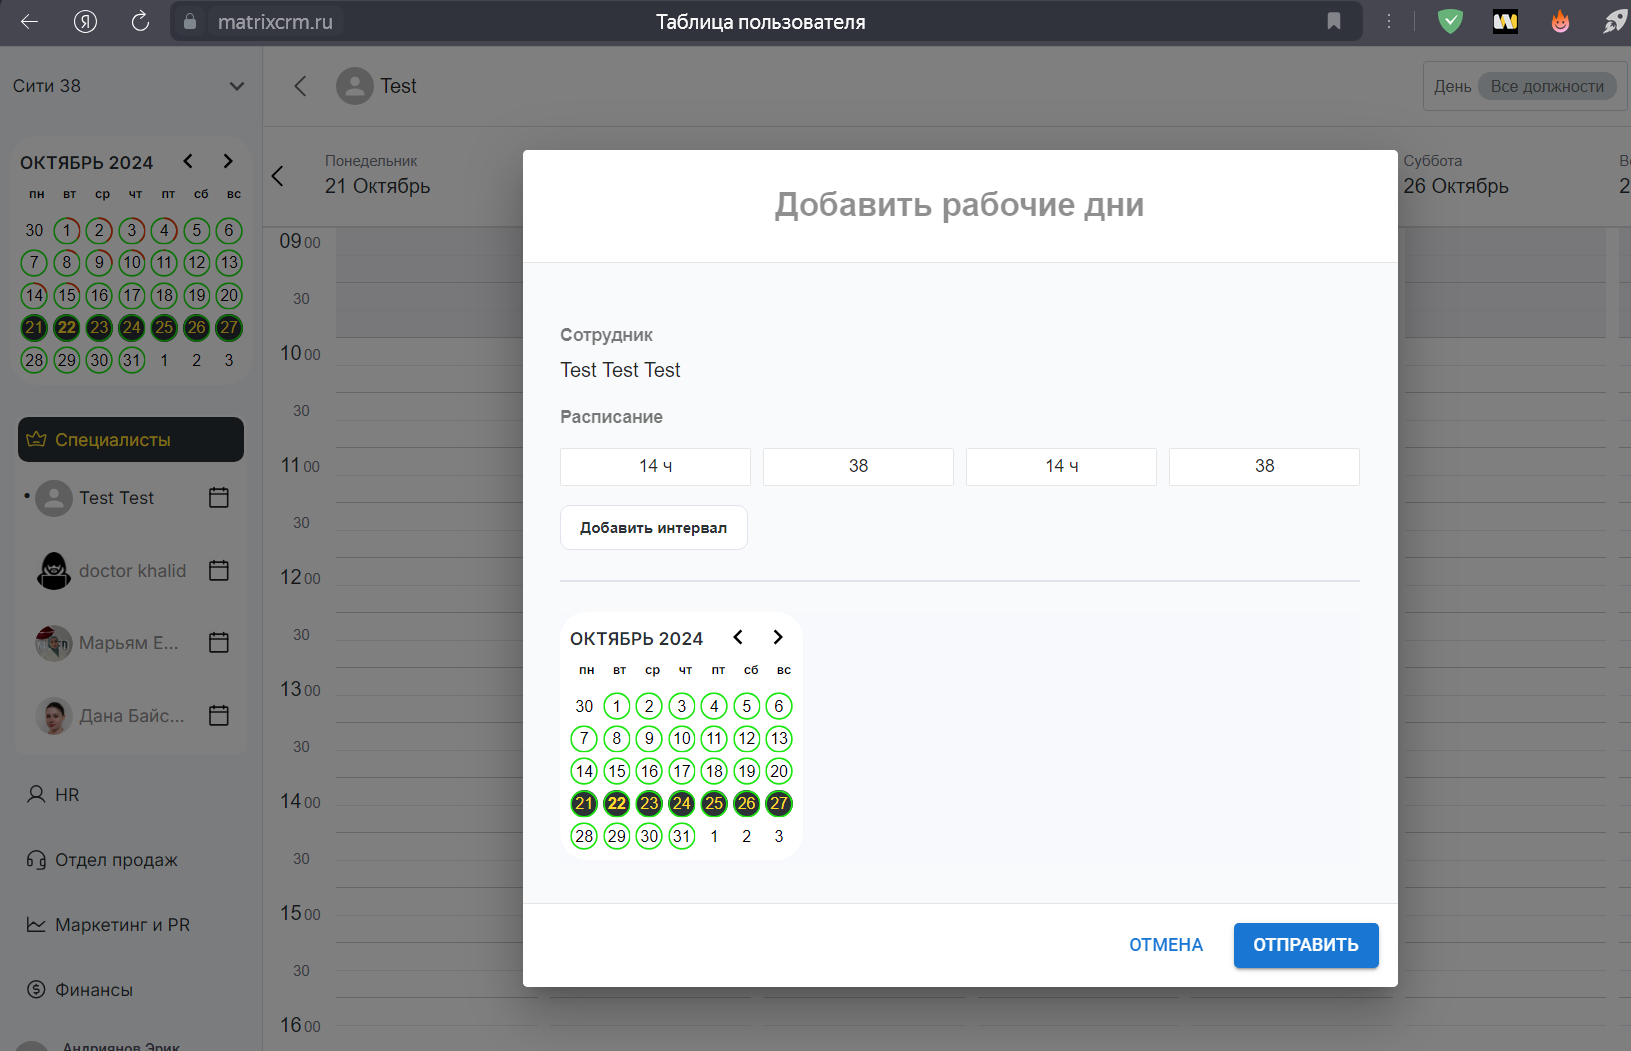 Я matrixcrm.ru Таблица пользователя
Сити 38
Test
День Все должности
ОКТЯБРЬ 2024
пн вт ср чт пт сб вс
30 1 2 3 4 5 6
7 8 9 10 11 12 13
14 15 16 17 18 19 20
21 22 23 24 25 26 27
28 29 30 31 1 2 3
Специалисты
Test Test
doctor khalid
Марьям Е...
Дана Байс...
HR
Отдел продаж
Маркетинг и PR
Финансы
Андриянов Эрик
Понедельник
21 Октябрь
Суббота
26 Октябрь
09 00
30
10 00
30
11 00
30
12 00
30
13 00
30
14 00
30
15 00
30
16 00
Добавить рабочие дни
Сотрудник
Test Test Test
Расписание
14 ч 38 14 ч 38
Добавить интервал
ОКТЯБРЬ 2024
пн вт ср чт пт сб вс
30 1 2 3 4 5 6
7 8 9 10 11 12 13
14 15 16 17 18 19 20
21 22 23 24 25 26 27
28 29 30 31 1 2 3
ОТМЕНА ОТПРАВИТЬ